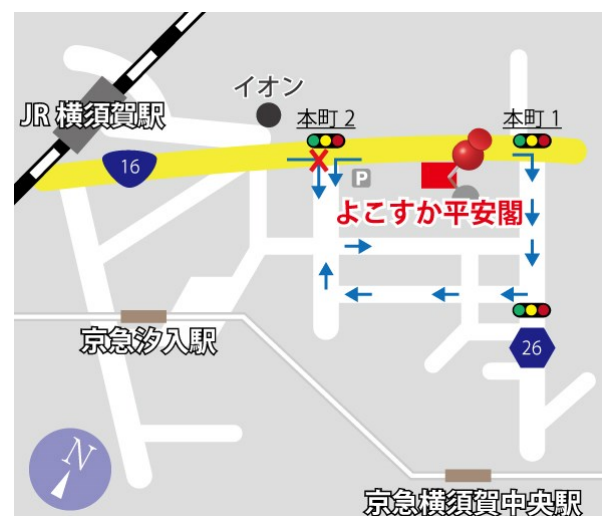 イオン
本町 2
本町 1
JR 横須賀駅
16
P
よこすか平安閣
京急汐入駅
26
N
京急横須賀中央駅